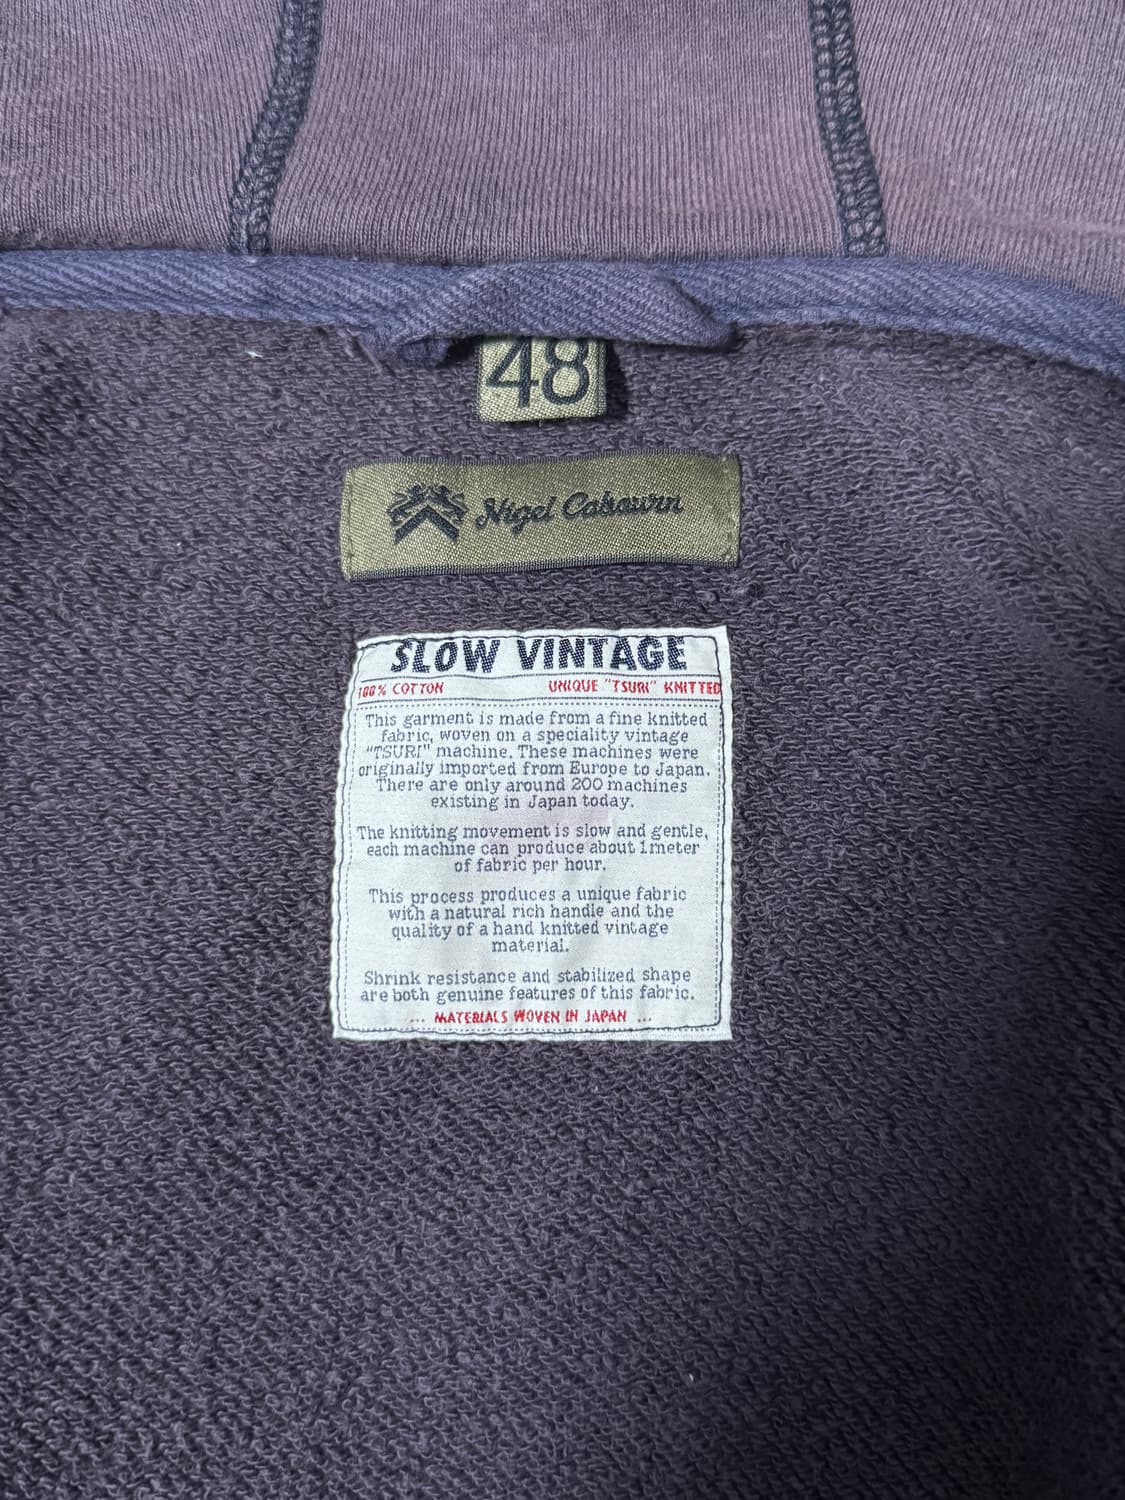 48
Nigel Cabourn
SLOW VINTAGE
100% COTTON UNIQUE "TSURI" KNITTED
This garment is made from a fine knitted
fabric, woven on a speciality vintage
"TSURI" machine. These machines were
originally imported from Europe to Japan.
There are only around 200 machines
existing in Japan today.
The knitting movement is slow and gentle,
each machine can produce about 1meter
of fabric per hour.
This process produces a unique fabric
with a natural rich handle and the
quality of a hand knitted vintage
material.
Shrink resistance and stabilized shape
are both genuine features of this fabric.
... MATERIALS WOVEN IN JAPAN ...